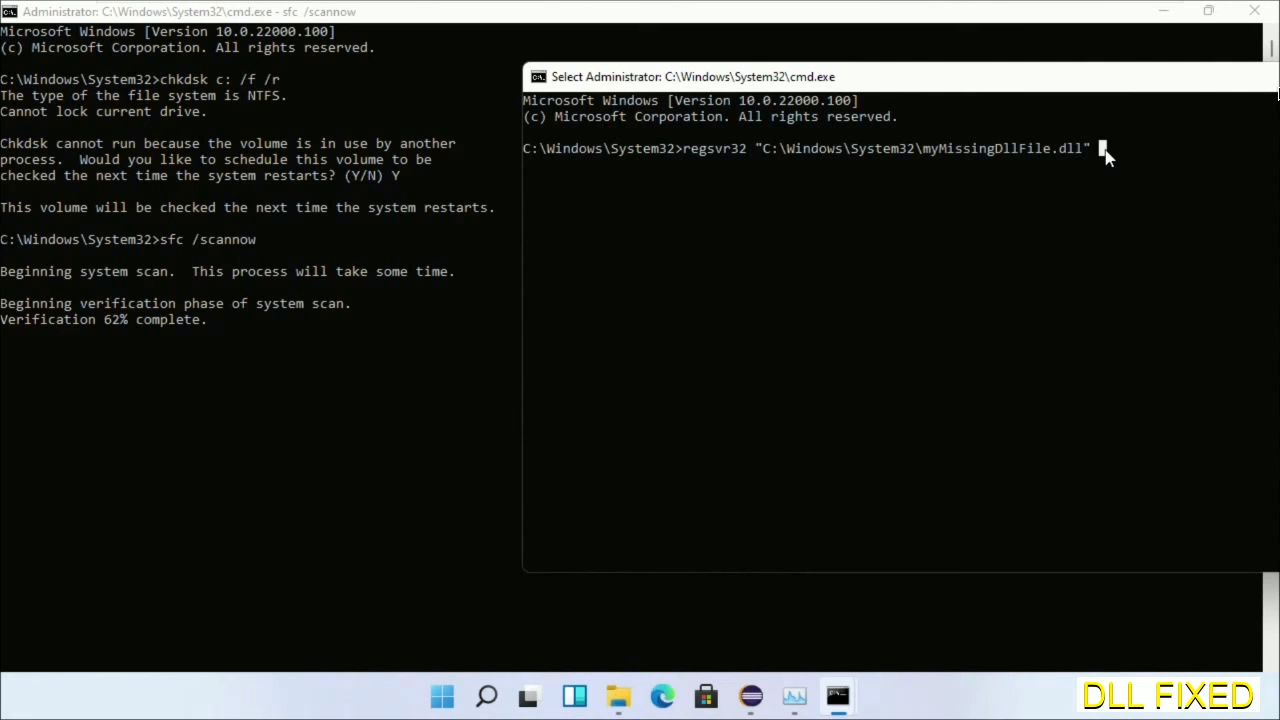 Administrator: C:\Windows\System32\cmd.exe - sfc /scannow
Microsoft Windows [Version 10.0.22000.100]
(c) Microsoft Corporation. All rights reserved.
C:\Windows\System32>chkdsk c: /f /r
The type of the file system is NTFS.
Cannot lock current drive.
Chkdsk cannot run because the volume is in use by another
process.  Would you like to schedule this volume to be
checked the next time the system restarts? (Y/N) Y
This volume will be checked the next time the system restarts.
C:\Windows\System32>sfc /scannow
Beginning system scan.  This process will take some time.
Beginning verification phase of system scan.
Verification 62% complete.
Select Administrator: C:\Windows\System32\cmd.exe
Microsoft Windows [Version 10.0.22000.100]
(c) Microsoft Corporation. All rights reserved.
C:\Windows\System32>regsvr32 "C:\Windows\System32\myMissingDllFile.dll"
DLL FIXED